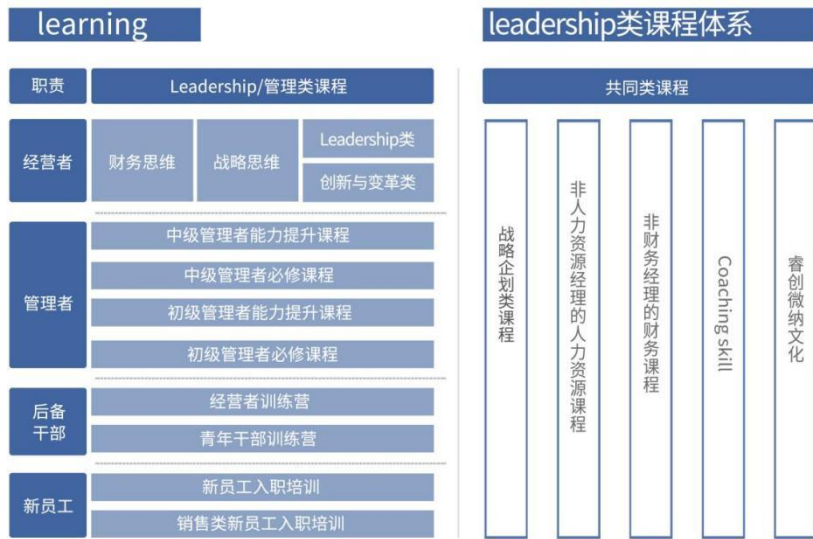 learning
leadership类课程体系
职责
Leadership/管理类课程
经营者
财务思维
战略思维
Leadership类
创新与变革类
管理者
中级管理者能力提升课程
中级管理者必修课程
初级管理者能力提升课程
初级管理者必修课程
后备
干部
经营者训练营
青年干部训练营
新员工
新员工入职培训
销售类新员工入职培训
共同类课程
战略企划类课程
非人力资源经理的人力资源课程
非财务经理的财务课程
Coaching skill
睿创微纳文化